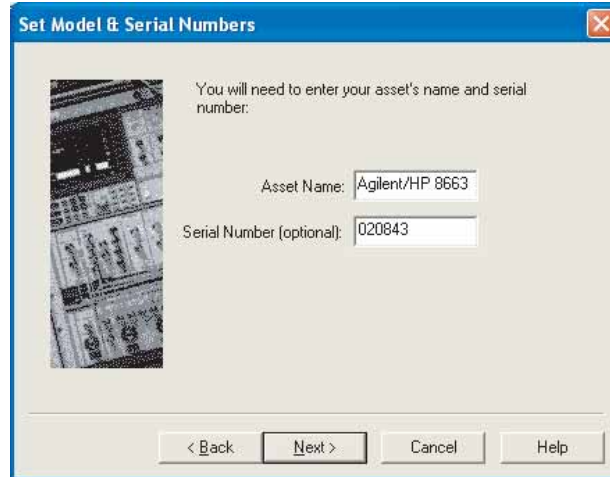 Set Model & Serial Numbers
You will need to enter your asset's name and serial
number:
Asset Name: Agilent/HP 8663
Serial Number (optional): 020843
< Back Next > Cancel Help